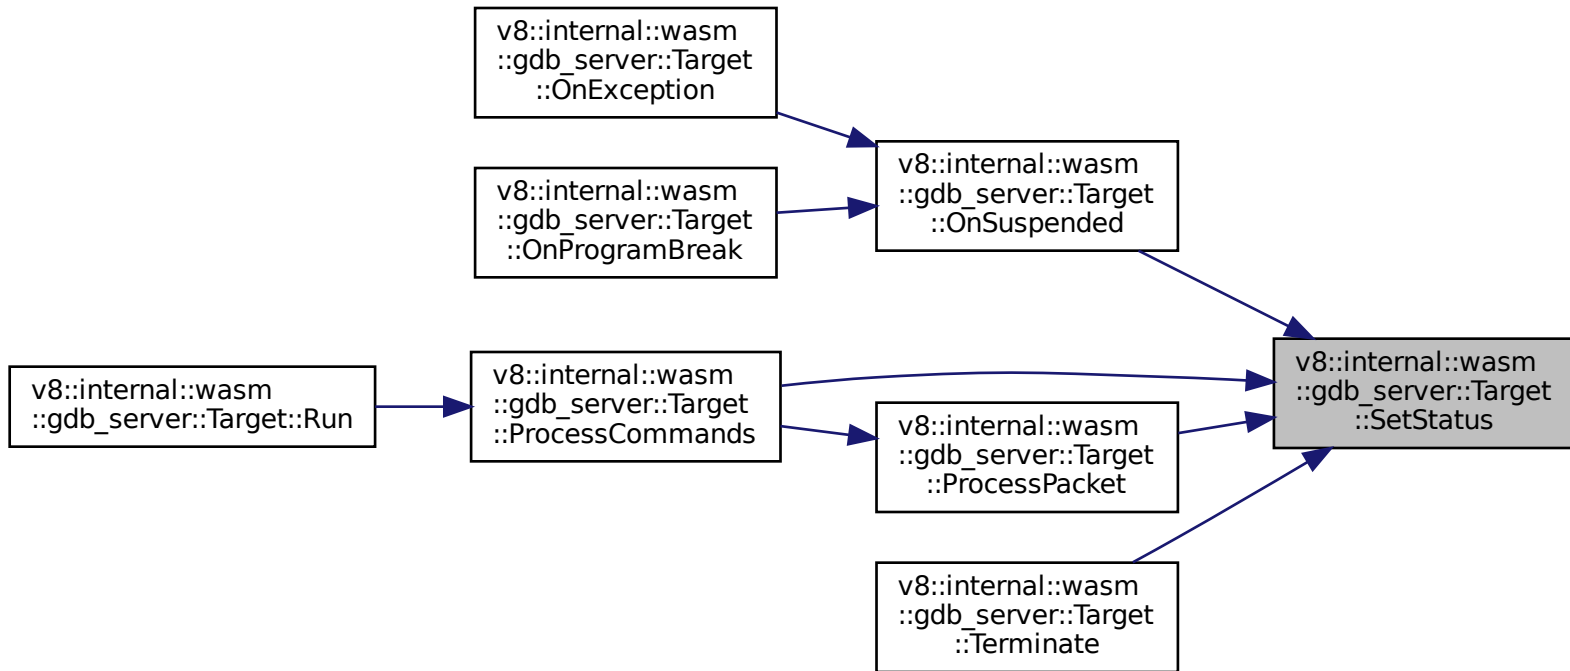 v8::internal::wasm
::gdb_server::Target
::OnException
v8::internal::wasm
::gdb_server::Target
::OnSuspended
v8::internal::wasm
::gdb_server::Target
::OnProgramBreak
v8::internal::wasm
::gdb_server::Target
::SetStatus
v8::internal::wasm
::gdb_server::Target::Run
v8::internal::wasm
::gdb_server::Target
::ProcessCommands
v8::internal::wasm
::gdb_server::Target
::ProcessPacket
v8::internal::wasm
::gdb_server::Target
::Terminate